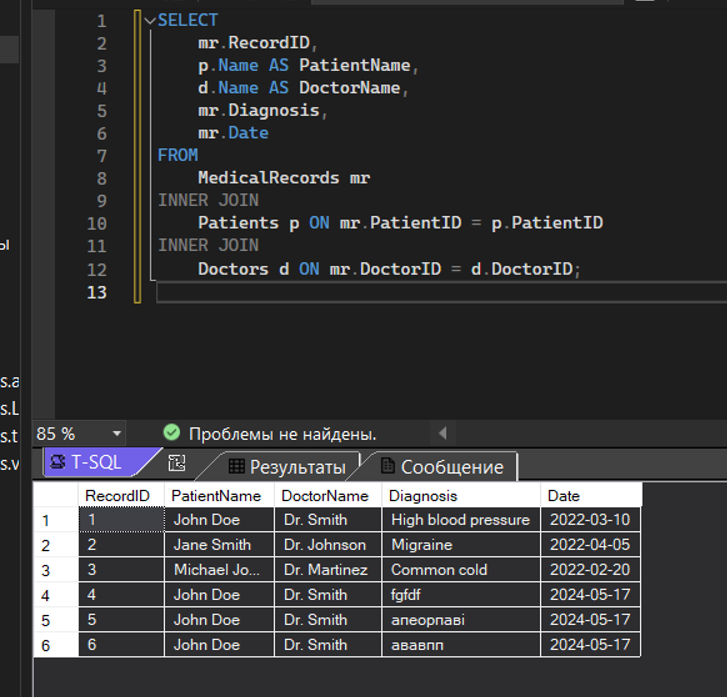 1 SELECT
2 mr.RecordID,
3 p.Name AS PatientName,
4 d.Name AS DoctorName,
5 mr.Diagnosis,
6 mr.Date
7 FROM
8 MedicalRecords mr
9 INNER JOIN
10 Patients p ON mr.PatientID = p.PatientID
11 INNER JOIN
12 Doctors d ON mr.DoctorID = d.DoctorID;
13
ы
s.a
s.L
s.t
s.v
85 % Проблемы не найдены.
T-SQL Результаты Сообщение
RecordID PatientName DoctorName Diagnosis Date
1 1 John Doe Dr. Smith High blood pressure 2022-03-10
2 2 Jane Smith Dr. Johnson Migraine 2022-04-05
3 3 Michael Jo... Dr. Martinez Common cold 2022-02-20
4 4 John Doe Dr. Smith fgfdf 2024-05-17
5 5 John Doe Dr. Smith апеорпаві 2024-05-17
6 6 John Doe Dr. Smith ававпп 2024-05-17